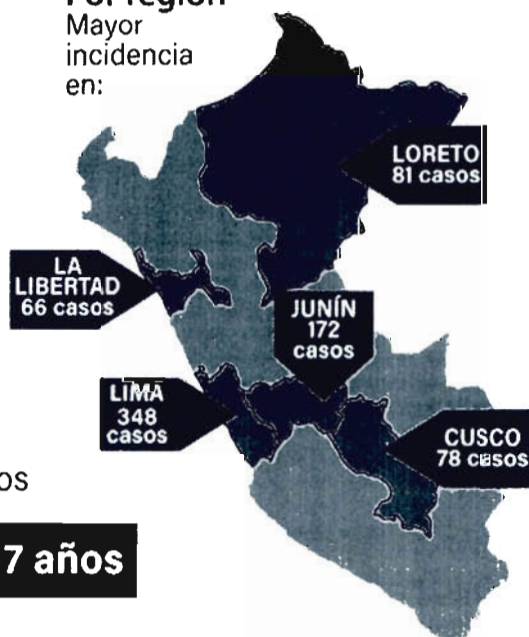 Por región
Mayor
incidencia
en:
LORETO
81 casos
LA
LIBERTAD
66 casos
JUNÍN
172
casos
LIMA
348
casos
CUSCO
78 casos
os
7 años